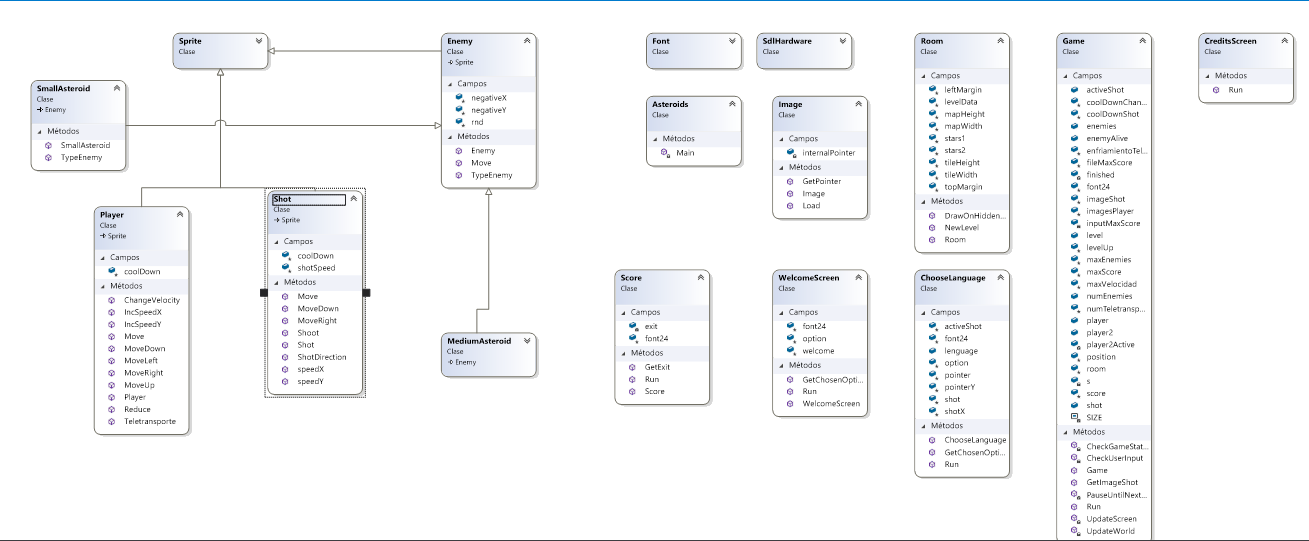 Sprite
Clase
SmallAsteroid
Clase
Enemy
Métodos
SmallAsteroid
TypeEnemy
Player
Clase
Sprite
Campos
coolDown
Métodos
ChangeVelocity
IncSpeedX
IncSpeedY
Move
MoveDown
MoveLeft
MoveRight
MoveUp
Player
Reduce
Teletransporte
Shot
Clase
Sprite
Campos
coolDown
shotSpeed
Métodos
Move
MoveDown
MoveRight
Shoot
Shot
ShotDirection
speedX
speedY
Enemy
Clase
Sprite
Campos
negativeX
negativeY
rnd
Métodos
Enemy
Move
TypeEnemy
MediumAsteroid
Clase
Enemy
Font
Clase
SdlHardware
Clase
Asteroids
Clase
Métodos
Main
Image
Clase
Campos
internalPointer
Métodos
GetPointer
Image
Load
Score
Clase
Campos
exit
font24
Métodos
GetExit
Run
Score
WelcomeScreen
Clase
Campos
font24
option
welcome
Métodos
GetChosenOpti...
Run
WelcomeScreen
Room
Clase
Campos
leftMargin
levelData
mapHeight
mapWidth
stars1
stars2
tileHeight
tileWidth
topMargin
Métodos
DrawOnHidden...
NewLevel
Room
ChooseLanguage
Clase
Campos
activeShot
font24
lenguage
option
pointer
pointerY
shot
shotX
Métodos
ChooseLanguage
GetChosenOpti...
Run
Game
Clase
Campos
activeShot
coolDownChan...
coolDownShot
enemies
enemyAlive
enfriamientoTel...
fileMaxScore
finished
font24
imageShot
imagesPlayer
inputMaxScore
level
levelUp
maxEnemies
maxScore
maxVelocidad
numEnemies
numTeletransp...
player
player2
player2Active
position
room
s
score
shot
SIZE
Métodos
CheckGameStat...
CheckUserInput
Game
GetImageShot
PauseUntilNext...
Run
UpdateScreen
UpdateWorld
CreditsScreen
Clase
Métodos
Run